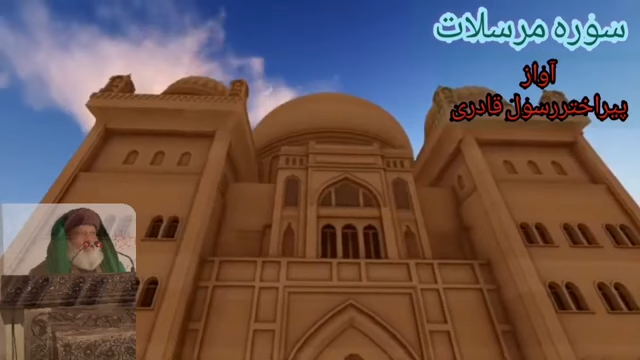 سورہ مرسلات
آواز
پیراختررسول قادری